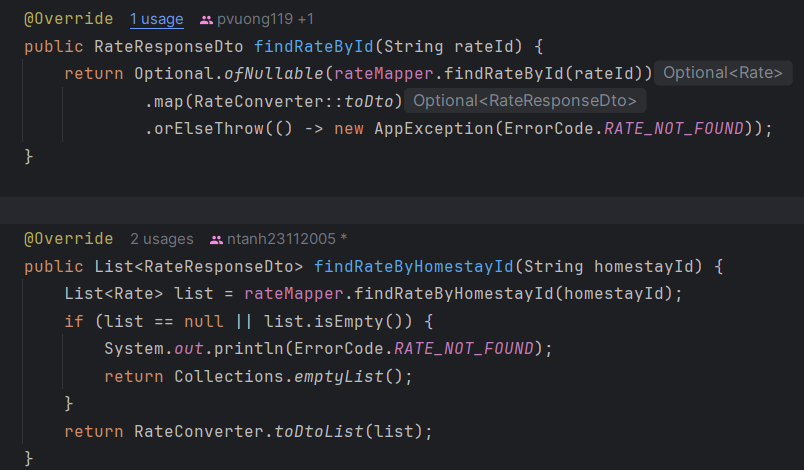 @Override 1 usage pvuong119 +1
public RateResponseDto findRateById(String rateId) {
    return Optional.ofNullable(rateMapper.findRateById(rateId)) Optional<Rate>
            .map(RateConverter::toDto) Optional<RateResponseDto>
            .orElseThrow(() -> new AppException(ErrorCode.RATE_NOT_FOUND));
}
@Override 2 usages ntanh23112005 *
public List<RateResponseDto> findRateByHomestayId(String homestayId) {
    List<Rate> list = rateMapper.findRateByHomestayId(homestayId);
    if (list == null || list.isEmpty()) {
        System.out.println(ErrorCode.RATE_NOT_FOUND);
        return Collections.emptyList();
    }
    return RateConverter.toDtoList(list);
}